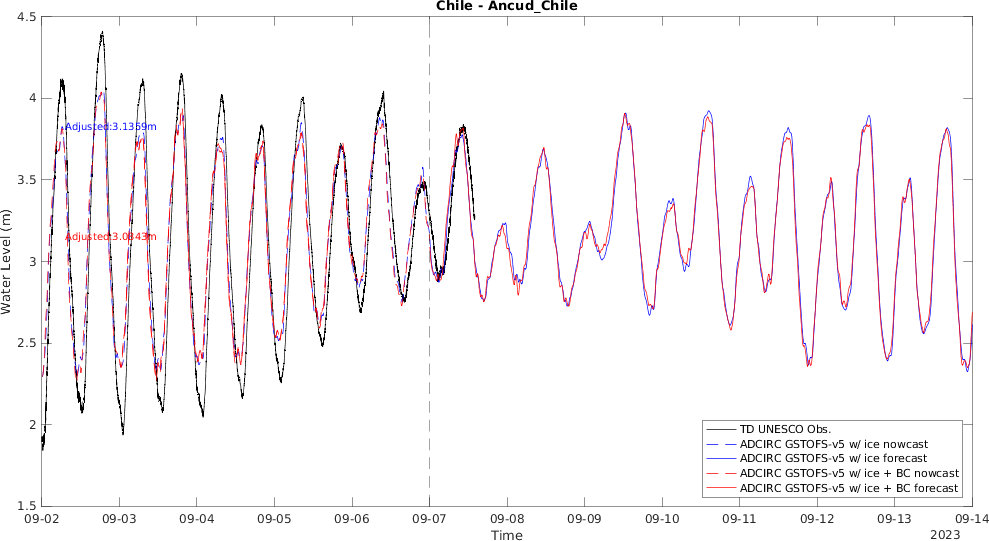 Chile - Ancud_Chile
4.5
4
3.5
3
2.5
2
1.5
Water Level (m)
Adjusted:3.1359m
Adjusted:3.0343m
TD UNESCO Obs.
ADCIRC GSTOFS-v5 w/ ice nowcast
ADCIRC GSTOFS-v5 w/ ice forecast
ADCIRC GSTOFS-v5 w/ ice + BC nowcast
ADCIRC GSTOFS-v5 w/ ice + BC forecast
09-02 09-03 09-04 09-05 09-06 09-07 09-08 09-09 09-10 09-11 09-12 09-13 09-14
Time
2023